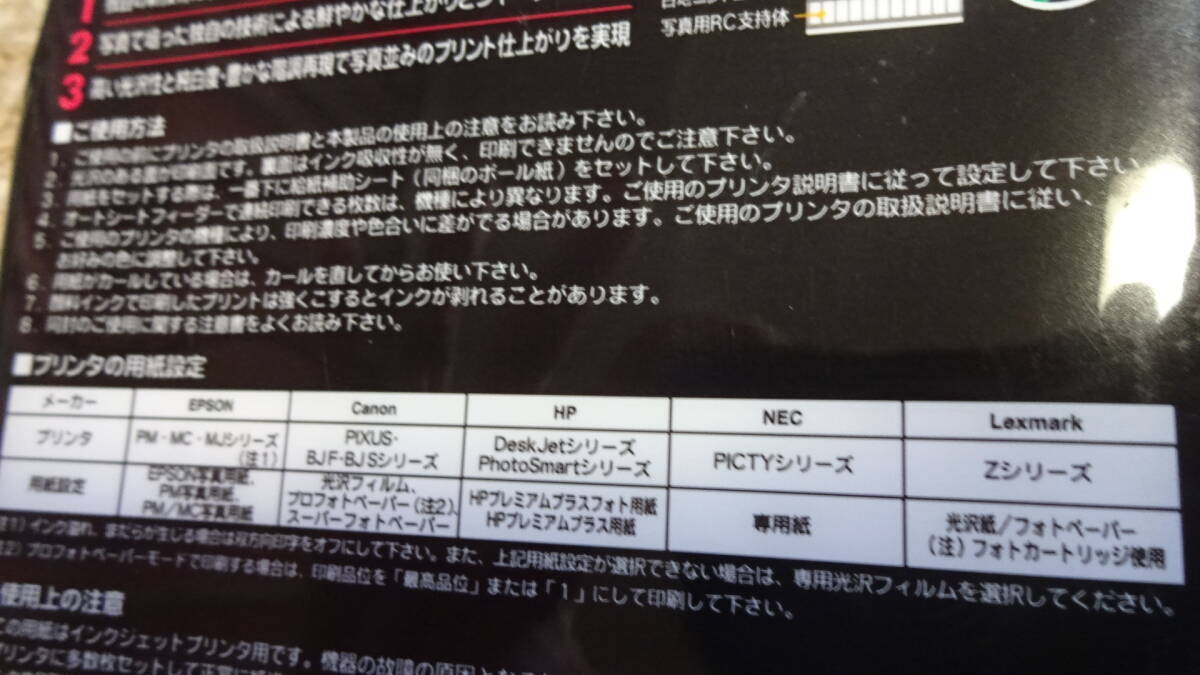 1
2 写真で培った独自の技術による鮮やかな仕上がりと
3 高い光沢性と純白度・豊かな階調再現で写真並みのプリント仕上がりを実現
写真用RC支持体
■ご使用方法
1. ご使用の前にプリンタの取扱説明書と本製品の使用上の注意をお読み下さい。
2. 光沢のある面が印刷面です。裏面はインク吸収性が無く、印刷できませんのでご注意下さい。
3. 用紙をセットする際は、一番下に給紙補助シート(同梱のボール紙)をセットして下さい。
4. オートシートフィーダーで連続印刷できる枚数は、機種により異なります。ご使用のプリンタ説明書に従って設定して下さい
5. ご使用のプリンタの機種により、印刷濃度や色合いに差がでる場合があります。ご使用のプリンタの取扱説明書に従い、
お好みの色に調整して下さい。
6. 用紙がカールしている場合は、カールを直してからお使い下さい。
7. 顔料インクで印刷したプリントは強くこするとインクが剥れることがあります。
8. 同封のご使用に関する注意書をよくお読み下さい。
■プリンタの用紙設定
メーカー EPSON Canon HP NEC Lexmark
プリンタ PM・MC・MJシリーズ (注1) PIXUS・ BJF・BJSシリーズ DeskJetシリーズ PhotoSmartシリーズ PICTYシリーズ Zシリーズ
用紙設定 EPSON写真用紙、 PM写真用紙、 PM/MC写真用紙 光沢フィルム、 プロフォトペーパー(注2)、 スーパーフォトペーパー HPプレミアムプラスフォト用紙 HPプレミアムプラス用紙 専用紙 光沢紙/フォトペーパー (注)フォトカートリッジ使用
注1)インク溢れ、まだらが生じる場合は双方向印字をオフにして下さい。また、上記用紙設定が選択できない場合は、専用光沢フィルムを選択してください。
注2)プロフォトペーパーモードで印刷する場合は、印刷品位を「最高品位」または「1」にして印刷して下さい。
使用上の注意
この用紙はインクジェットプリンタ用です。機器の故障の原因とな
プリンタに多数枚セットして正常に